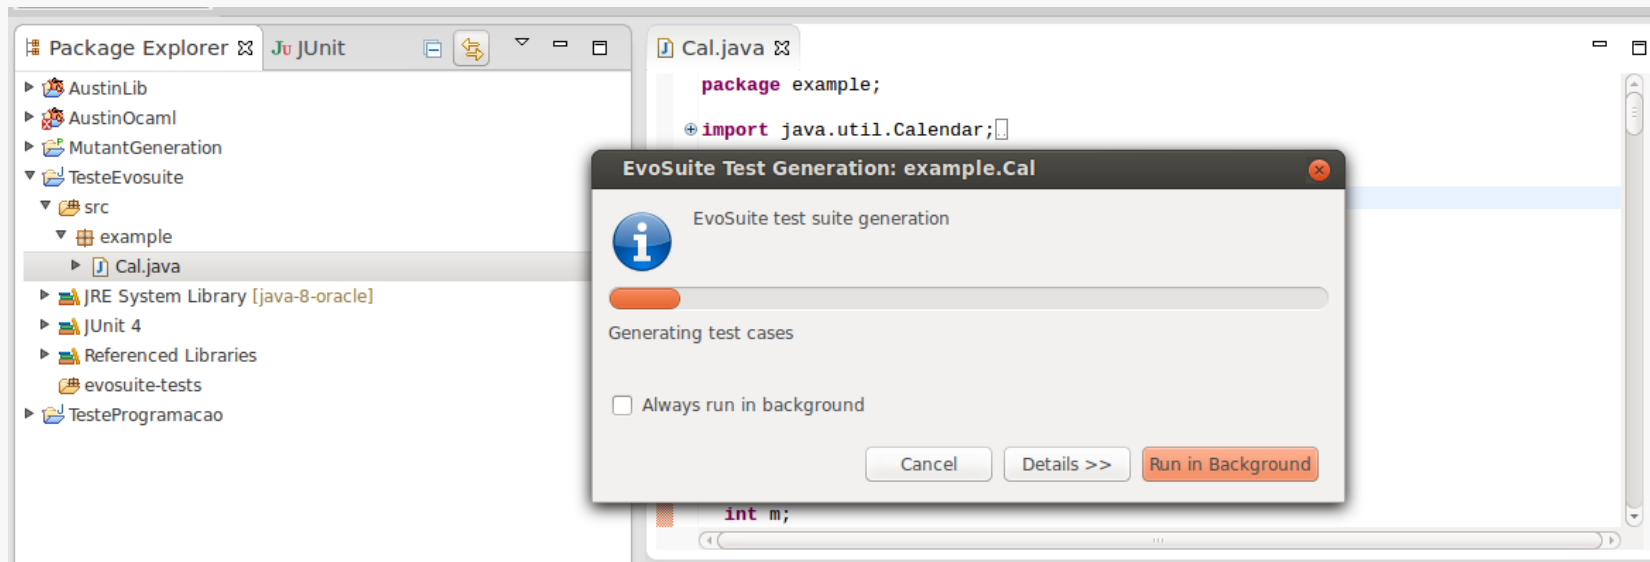 Package Explorer
JUnit
AustinLib
AustinOcaml
MutantGeneration
TesteEvosuite
src
example
Cal.java
JRE System Library [java-8-oracle]
JUnit 4
Referenced Libraries
evosuite-tests
TesteProgramacao
Cal.java
package example;
import java.util.Calendar;
EvoSuite Test Generation: example.Cal
EvoSuite test suite generation
Generating test cases
Always run in background
Cancel
Details >>
Run in Background
int m;